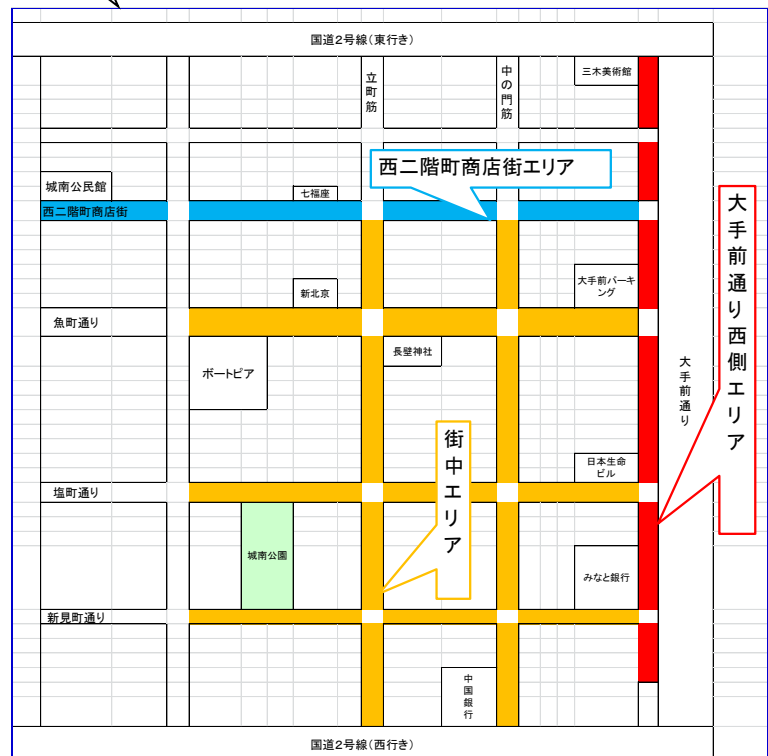 国道2号線(東行き)
立町筋
中の門筋
三木美術館
西二階町商店街エリア
城南公民館
七福座
西二階町商店街
大手前通り西側エリア
新北京
大手前パーキ
ング
魚町通り
長壁神社
ボートピア
大手前通り
街中エリア
日本生命
ビル
塩町通り
城南公園
みなと銀行
新見町通り
中国銀行
国道2号線(西行き)